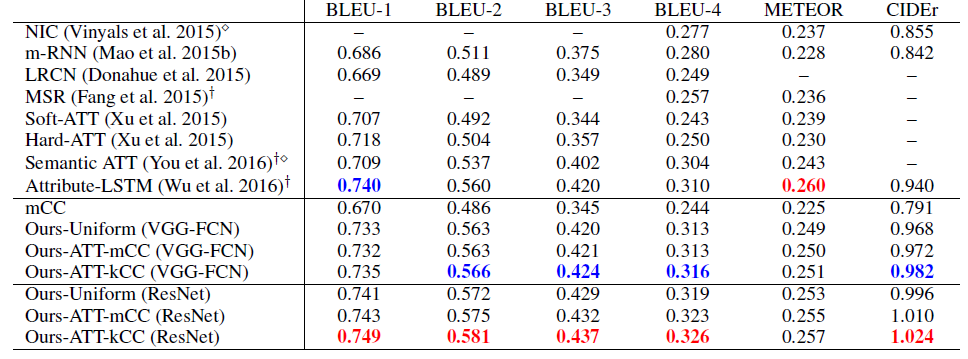 BLEU-1 BLEU-2 BLEU-3 BLEU-4 METEOR CIDEr
NIC (Vinyals et al. 2015)⋄ – – – 0.277 0.237 0.855
m-RNN (Mao et al. 2015b) 0.686 0.511 0.375 0.280 0.228 0.842
LRCN (Donahue et al. 2015) 0.669 0.489 0.349 0.249 – –
MSR (Fang et al. 2015)† – – – 0.257 0.236 –
Soft-ATT (Xu et al. 2015) 0.707 0.492 0.344 0.243 0.239 –
Hard-ATT (Xu et al. 2015) 0.718 0.504 0.357 0.250 0.230 –
Semantic ATT (You et al. 2016)†⋄ 0.709 0.537 0.402 0.304 0.243 –
Attribute-LSTM (Wu et al. 2016)† 0.740 0.560 0.420 0.310 0.260 0.940
mCC 0.670 0.486 0.345 0.244 0.225 0.791
Ours-Uniform (VGG-FCN) 0.733 0.563 0.420 0.313 0.249 0.968
Ours-ATT-mCC (VGG-FCN) 0.732 0.563 0.421 0.313 0.250 0.972
Ours-ATT-kCC (VGG-FCN) 0.735 0.566 0.424 0.316 0.251 0.982
Ours-Uniform (ResNet) 0.741 0.572 0.429 0.319 0.253 0.996
Ours-ATT-mCC (ResNet) 0.743 0.575 0.432 0.323 0.255 1.010
Ours-ATT-kCC (ResNet) 0.749 0.581 0.437 0.326 0.257 1.024